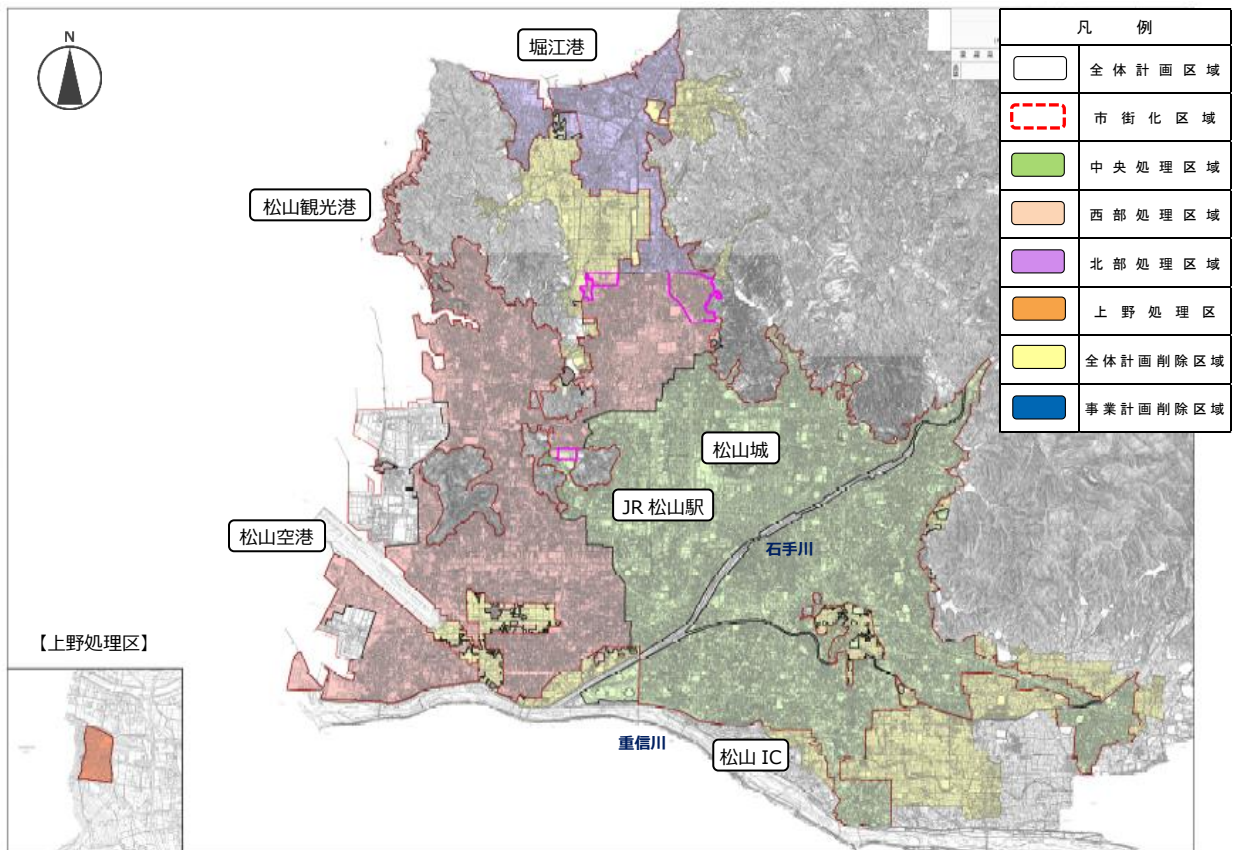 N
堀江港
松山観光港
松山城
JR 松山駅
石手川
松山空港
【上野処理区】
重信川
松山 IC
凡 例
全体計画区域
市街化区域
中央処理区域
西部処理区域
北部処理区域
上野処理区
全体計画削除区域
事業計画削除区域